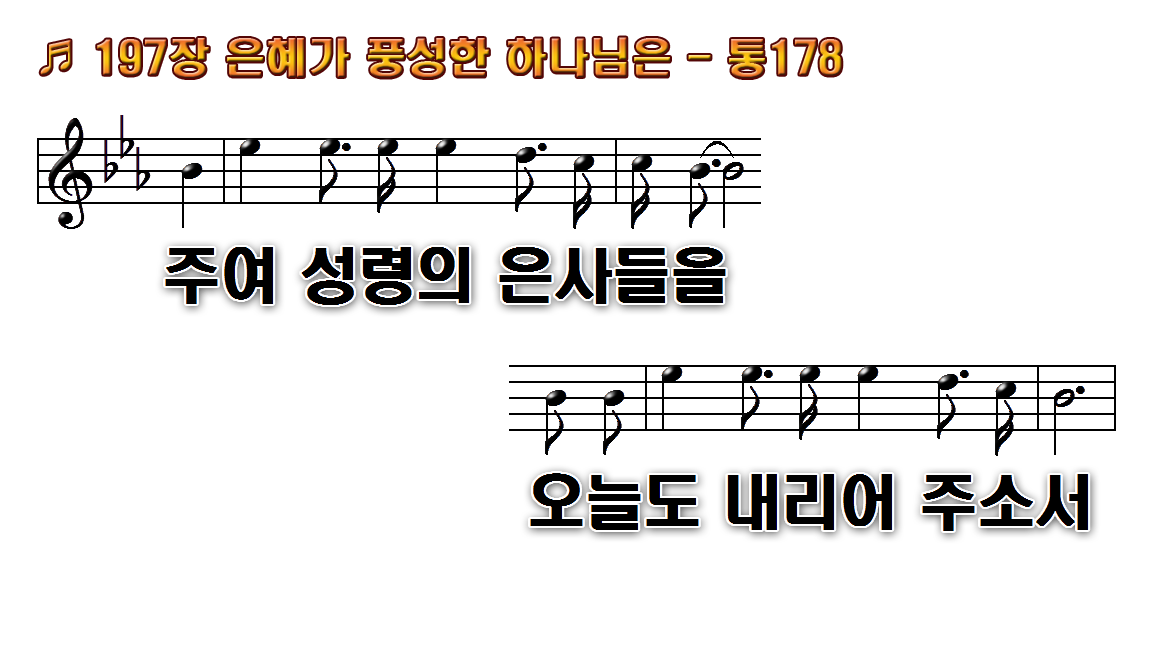 ♬ 197장 은혜가 풍성한 하나님은 - 통178
주여 성령의 은사들을
오늘도 내리어 주소서